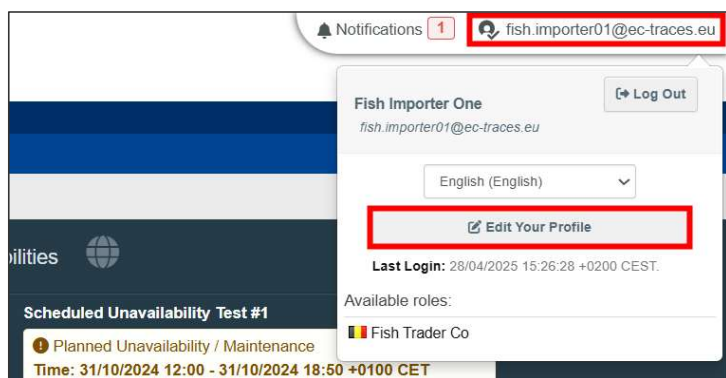 Notifications 1 fish.importer01@ec-traces.eu
Fish Importer One
Log Out
fish.importer01@ec-traces.eu
English (English)
Edit Your Profile
Last Login: 28/04/2025 15:26:28 +0200 CEST.
Available roles:
Fish Trader Co
ilities
Scheduled Unavailability Test #1
Planned Unavailability / Maintenance
Time: 31/10/2024 12:00 - 31/10/2024 18:50 +0100 CET